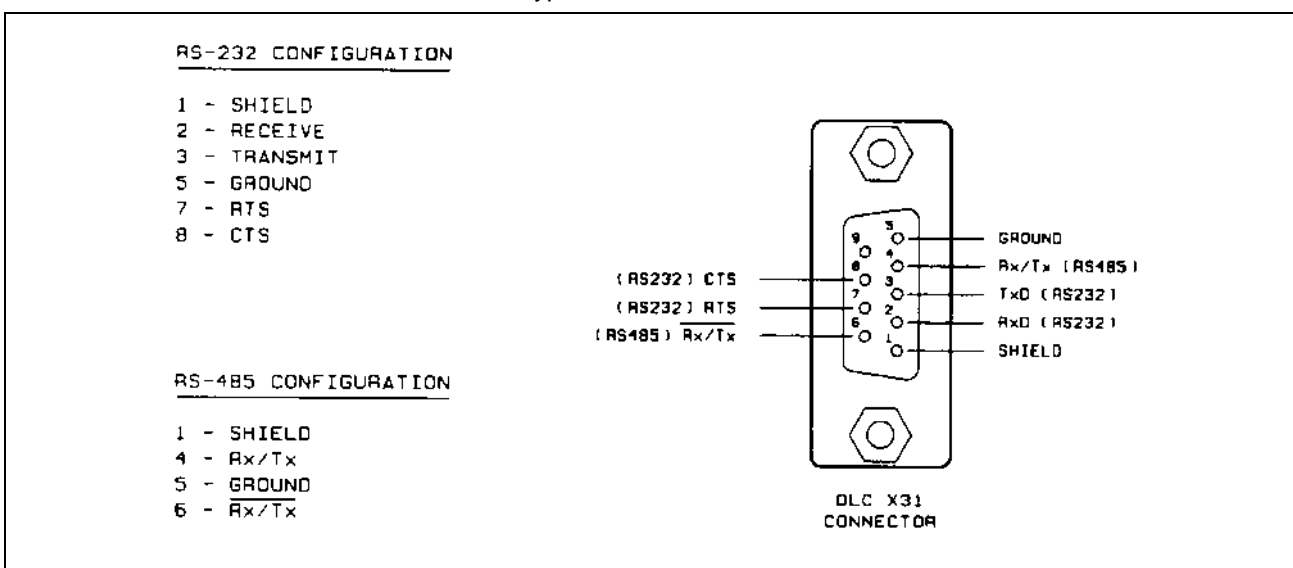 RS-232 CONFIGURATION
1 - SHIELD
2 - RECEIVE
3 - TRANSMIT
5 - GROUND
7 - RTS
8 - CTS
RS-485 CONFIGURATION
1 - SHIELD
4 - Rx/Tx
5 - GROUND
6 - Rx/Tx
(RS232) CTS
(RS232) RTS
(RS485) Rx/Tx
9
8
7
6
5
4
3
2
1
GROUND
Rx/Tx (RS485)
TxD (RS232)
RxD (RS232)
SHIELD
DLC X31
CONNECTOR